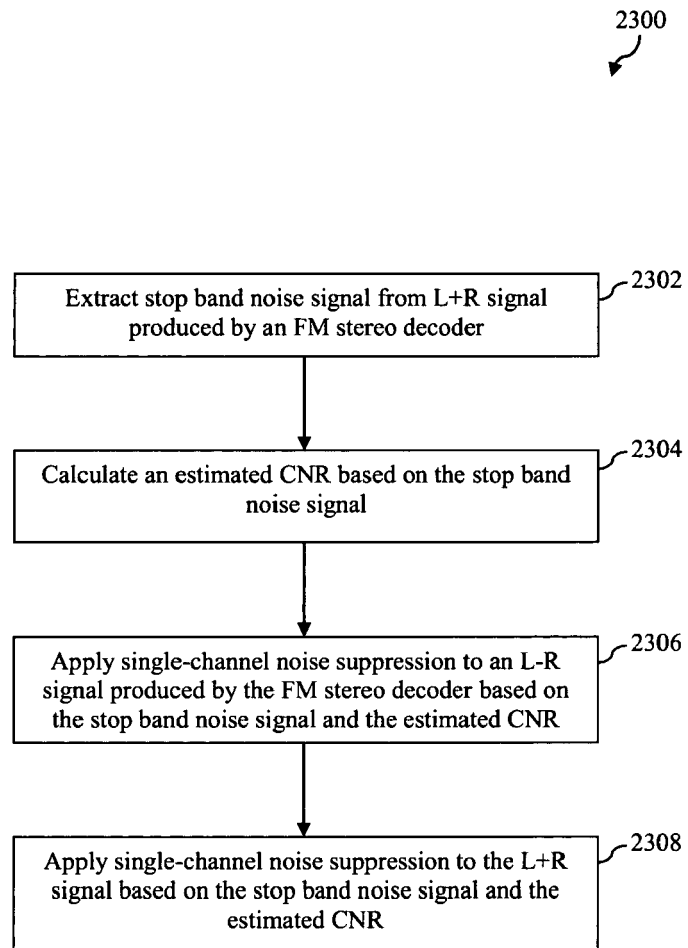 2300
Extract stop band noise signal from L+R signal
produced by an FM stereo decoder
2302
Calculate an estimated CNR based on the stop band
noise signal
2304
Apply single-channel noise suppression to an L-R
signal produced by the FM stereo decoder based on
the stop band noise signal and the estimated CNR
2306
Apply single-channel noise suppression to the L+R
signal based on the stop band noise signal and the
estimated CNR
2308